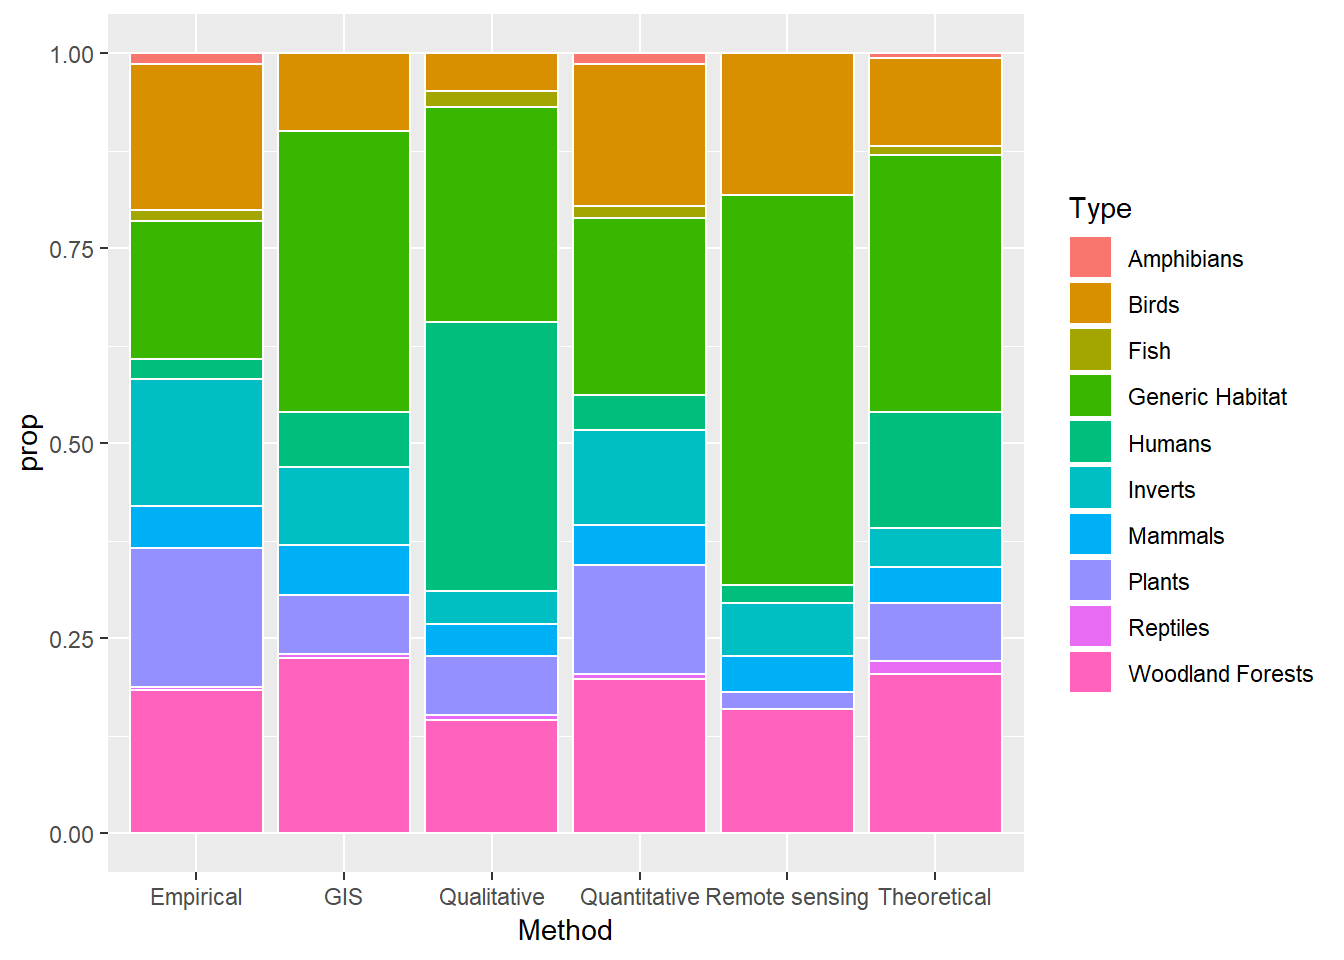 prop
1.00
0.75
0.50
0.25
0.00
Empirical GIS Qualitative Quantitative Remote sensing Theoretical
Method
Type
Amphibians
Birds
Fish
Generic Habitat
Humans
Inverts
Mammals
Plants
Reptiles
Woodland Forests